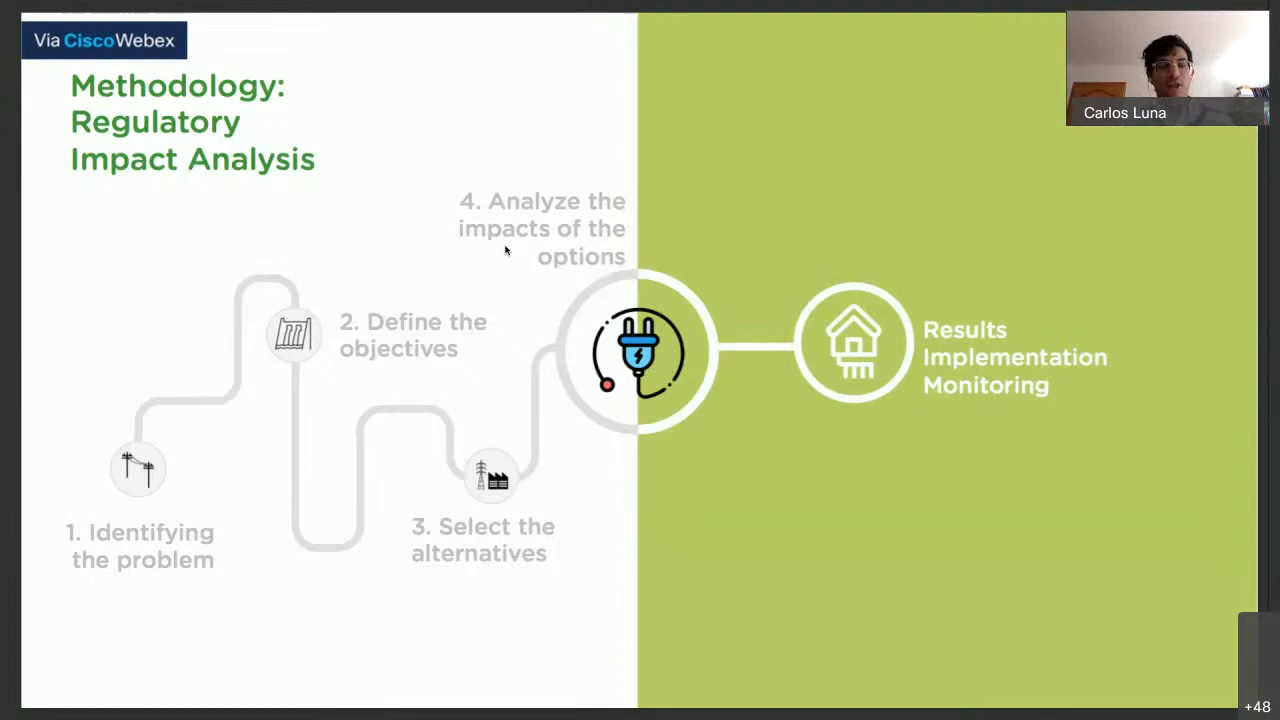 Via CiscoWebex
Methodology:
Regulatory
Impact Analysis
Carlos Luna
4. Analyze the
impacts of the
options
2. Define the
objectives
Results
Implementation
Monitoring
1. Identifying
the problem
3. Select the
alternatives
+48